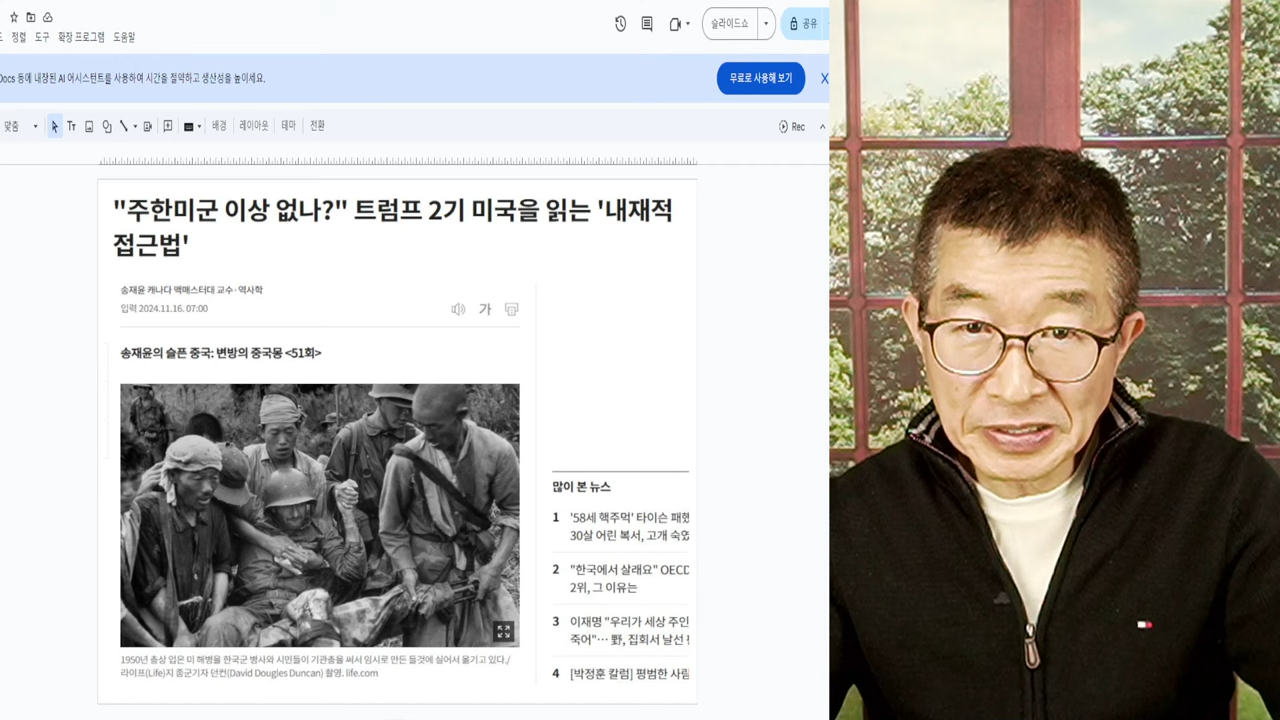 정렬 도구 확장 프로그램 도움말
슬라이드쇼
공유
Docs 등에 내장된 AI 어시스턴트를 사용하여 시간을 절약하고 생산성을 높이세요.
무료로 사용해 보기
X
맞춤
배경 레이아웃 테마 전환
Rec
"주한미군 이상 없나?" 트럼프 2기 미국을 읽는 '내재적
접근법'
송재윤 캐나다 맥매스터대 교수·역사학
입력 2024.11.16. 07:00
가
송재윤의 슬픈 중국: 변방의 중국몽 <51회>
1950년 총상 입은 미 해병을 한국군 병사와 시민들이 기관총을 써서 임시로 만든 들것에 실어서 옮기고 있다./
라이프(Life)지 종군기자 던컨(David Dougles Duncan) 촬영. life.com
많이 본 뉴스
1 '58세 핵주먹' 타이슨 패했
30살 어린 복서, 고개 숙였
2 "한국에서 살래요" OECD
2위, 그 이유는
3 이재명 "우리가 세상 주인
죽어"… 野, 집회서 날선
4 [박정훈 칼럼] 평범한 사람